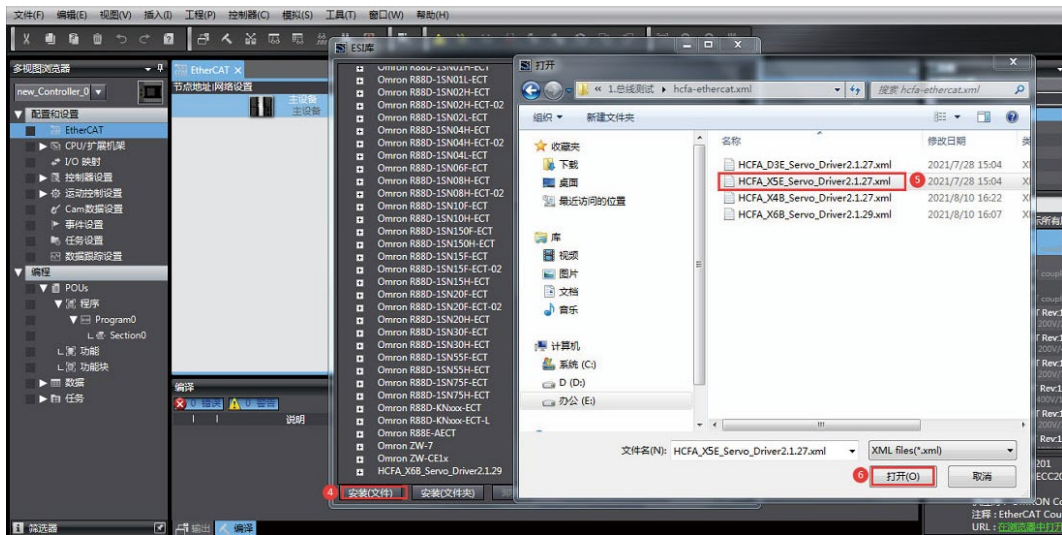 文件(F) 编辑(E) 视图(V) 插入(I) 工程(P) 控制器(C) 模拟(S) 工具(T) 窗口(W) 帮助(H)
多视图浏览器
new_Controller_0
配置和设置
EtherCAT
CPU/扩展机架
I/O 映射
控制器设置
运动控制设置
Cam数据设置
事件设置
任务设置
数据跟踪设置
编程
POUs
程序
Program0
Section0
功能
功能块
数据
任务
筛选器
EtherCAT
节点地址|网络设置
主设备
主设备
编译
0 错误 0 警告
说明
输出 编译
ESI库
Omron R88D-1SN01H-ECT
Omron R88D-1SN01L-ECT
Omron R88D-1SN02H-ECT
Omron R88D-1SN02H-ECT-02
Omron R88D-1SN02L-ECT
Omron R88D-1SN04H-ECT
Omron R88D-1SN04H-ECT-02
Omron R88D-1SN04L-ECT
Omron R88D-1SN06F-ECT
Omron R88D-1SN08H-ECT
Omron R88D-1SN08H-ECT-02
Omron R88D-1SN10F-ECT
Omron R88D-1SN10H-ECT
Omron R88D-1SN150F-ECT
Omron R88D-1SN150H-ECT
Omron R88D-1SN15F-ECT
Omron R88D-1SN15F-ECT-02
Omron R88D-1SN15H-ECT
Omron R88D-1SN20F-ECT
Omron R88D-1SN20F-ECT-02
Omron R88D-1SN20H-ECT
Omron R88D-1SN30F-ECT
Omron R88D-1SN30H-ECT
Omron R88D-1SN55F-ECT
Omron R88D-1SN55H-ECT
Omron R88D-1SN75F-ECT
Omron R88D-1SN75H-ECT
Omron R88D-KNxxx-ECT
Omron R88D-KNxxx-ECT-L
Omron R88E-AECT
Omron ZW-7
Omron ZW-CE1x
HCFA_X6B_Servo_Driver2.1.29
4 安装(文件) 安装(文件夹)
打开
« 1.总线测试 hcfa-ethercat.xml
搜索 hcfa-ethercat.xml
组织 新建文件夹
收藏夹
下载
桌面
最近访问的位置
库
视频
图片
文档
音乐
计算机
系统 (C:)
D (D:)
办公 (E:)
名称 修改日期 类
HCFA_D3E_Servo_Driver2.1.27.xml 2021/7/28 15:04 X
HCFA_X5E_Servo_Driver2.1.27.xml 5 2021/7/28 15:04 X
HCFA_X4B_Servo_Driver2.1.27.xml 2021/8/10 16:22 X
HCFA_X6B_Servo_Driver2.1.29.xml 2021/8/10 16:07 X
文件名(N): HCFA_X5E_Servo_Driver2.1.27.xml XML files(*.xml)
6 打开(O) 取消
注释 : EtherCAT Cou
URL : 在浏览器中打开